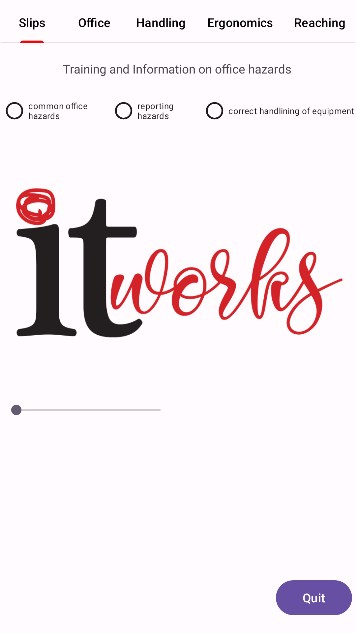 Slips Office Handling Ergonomics Reaching
Training and Information on office hazards
common office hazards
reporting hazards
correct handlining of equipment
it works
Quit